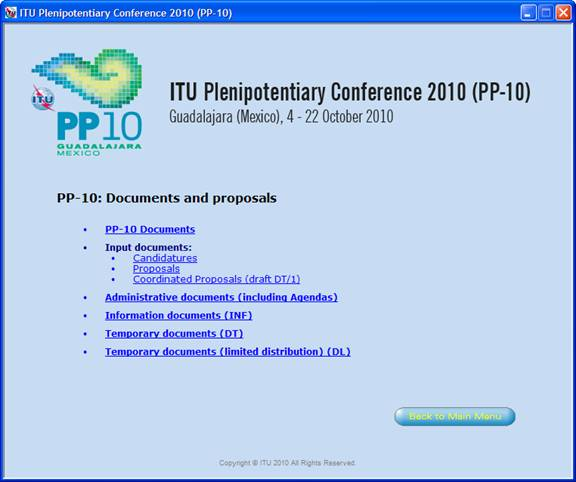 ITU Plenipotentiary Conference 2010 (PP-10)
ITU
PP10
GUADALAJARA
MEXICO
ITU Plenipotentiary Conference 2010 (PP-10)
Guadalajara (Mexico), 4 - 22 October 2010
PP-10: Documents and proposals
• PP-10 Documents
• Input documents:
• Candidatures
• Proposals
• Coordinated Proposals (draft DT/1)
• Administrative documents (including Agendas)
• Information documents (INF)
• Temporary documents (DT)
• Temporary documents (limited distribution) (DL)
Back to Main Menu
Copyright © ITU 2010 All Rights Reserved.